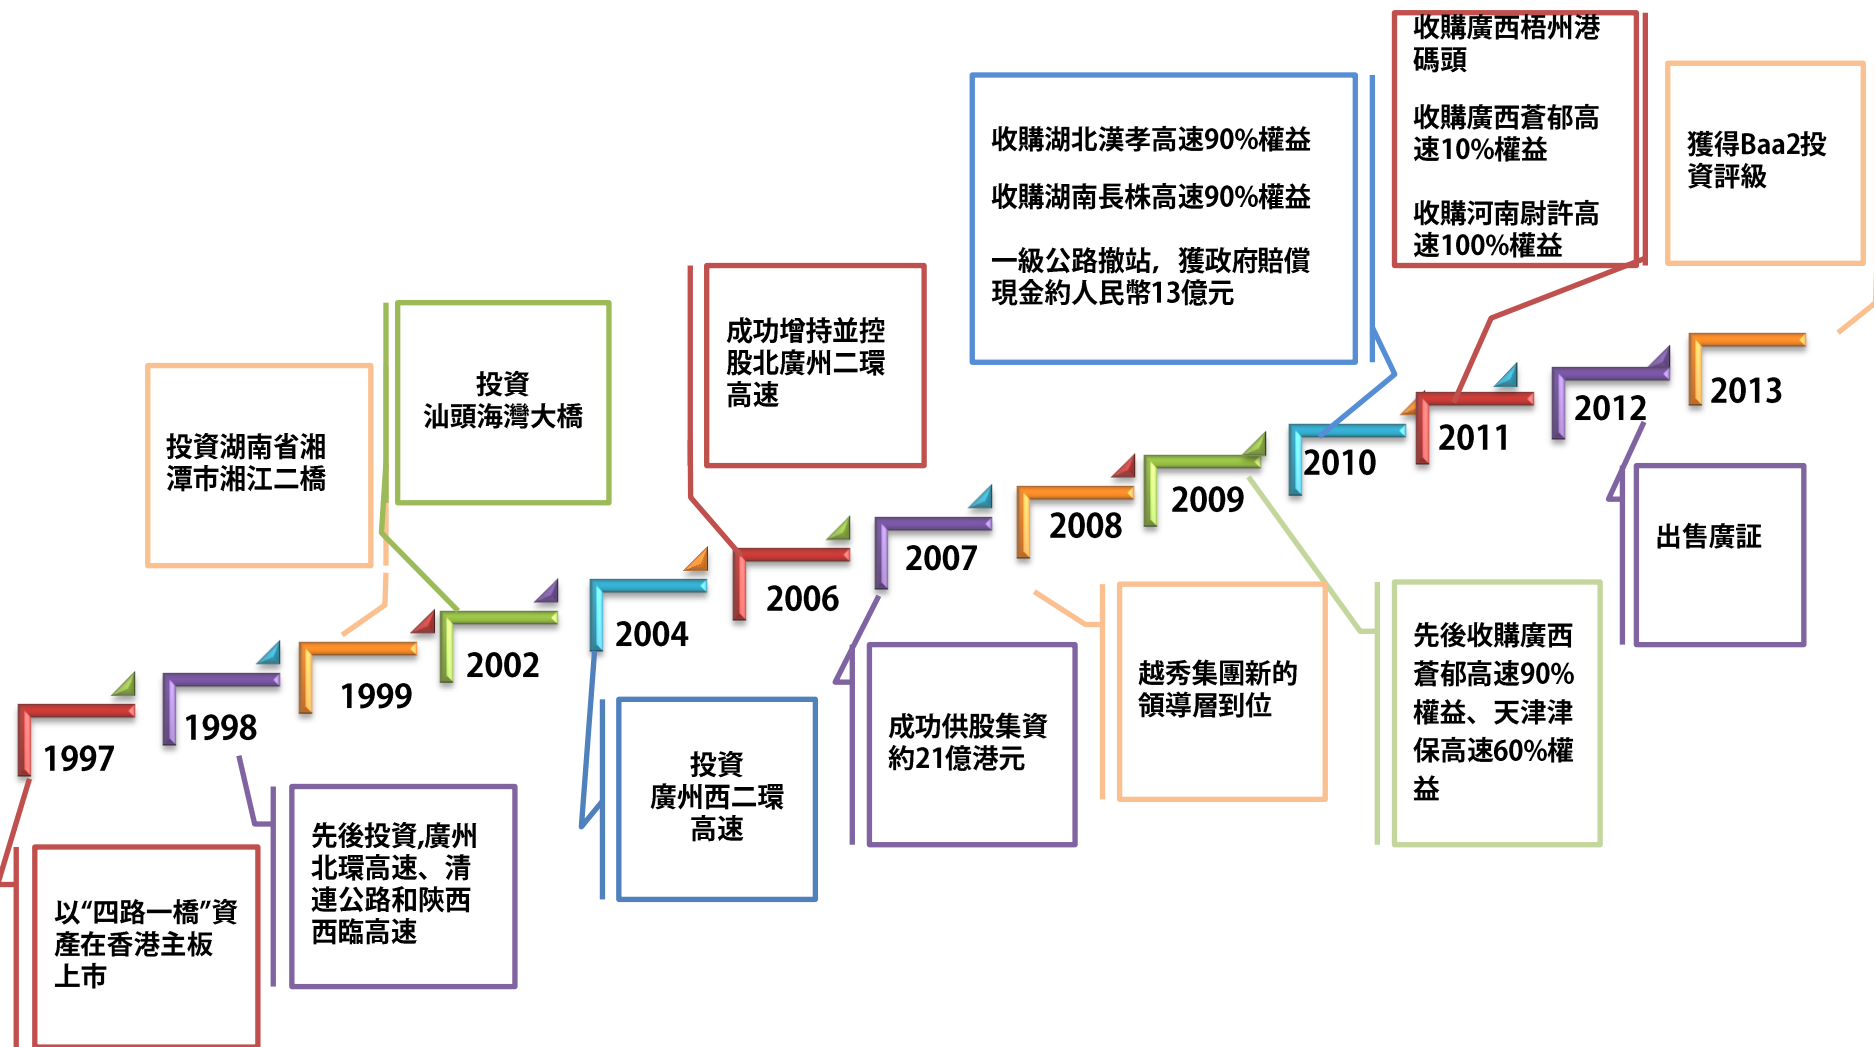 1997
以“四路一橋”資
產在香港主板
上市
1998
先後投資,廣州
北環高速、清
連公路和陝西
西臨高速
1999
投資湖南省湘
潭市湘江二橋
2002
投資
汕頭海灣大橋
2004
投資
廣州西二環
高速
2006
成功增持並控
股北廣州二環
高速
2007
成功供股集資
約21億港元
2008
越秀集團新的
領導層到位
2009
先後收購廣西
蒼郁高速90%
權益、天津津
保高速60%權
益
2010
收購湖北漢孝高速90%權益
收購湖南長株高速90%權益
一級公路撤站，獲政府賠償
現金約人民幣13億元
2011
收購廣西梧州港
碼頭
收購廣西蒼郁高
速10%權益
收購河南尉許高
速100%權益
2012
出售廣証
2013
獲得Baa2投
資評級